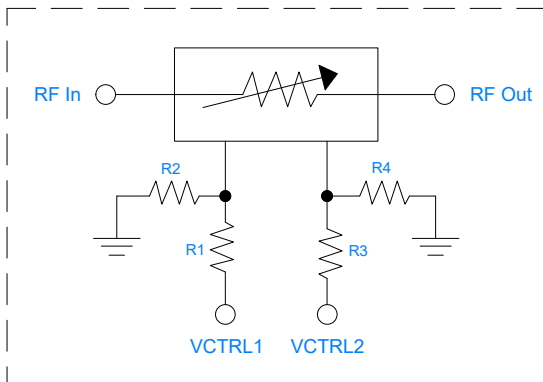 RF In
RF Out
R2
R4
R1
R3
VCTRL1
VCTRL2